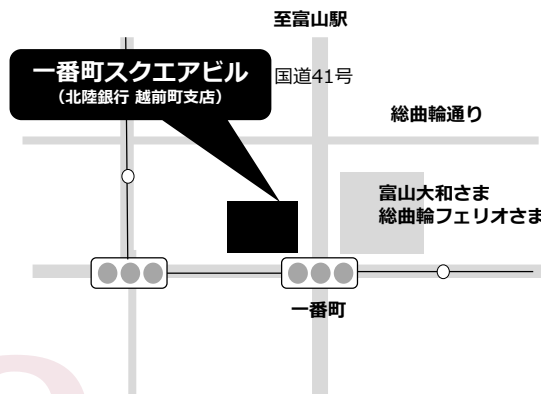 至富山駅
一番町スクエアビル
(北陸銀行 越前町支店)
国道41号
総曲輪通り
富山大和さま
総曲輪フェリオさま
一番町